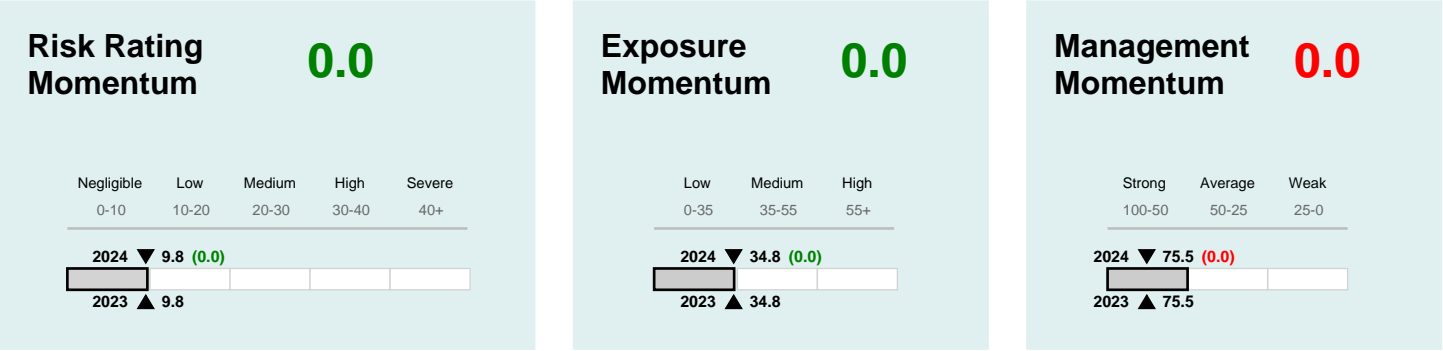 Risk Rating
Momentum
0.0
Negligible Low Medium High Severe
0-10 10-20 20-30 30-40 40+
2024 ▼ 9.8 (0.0)
2023 ▲ 9.8
Exposure
Momentum
0.0
Low Medium High
0-35 35-55 55+
2024 ▼ 34.8 (0.0)
2023 ▲ 34.8
Management
Momentum
0.0
Strong Average Weak
100-50 50-25 25-0
2024 ▼ 75.5 (0.0)
2023 ▲ 75.5